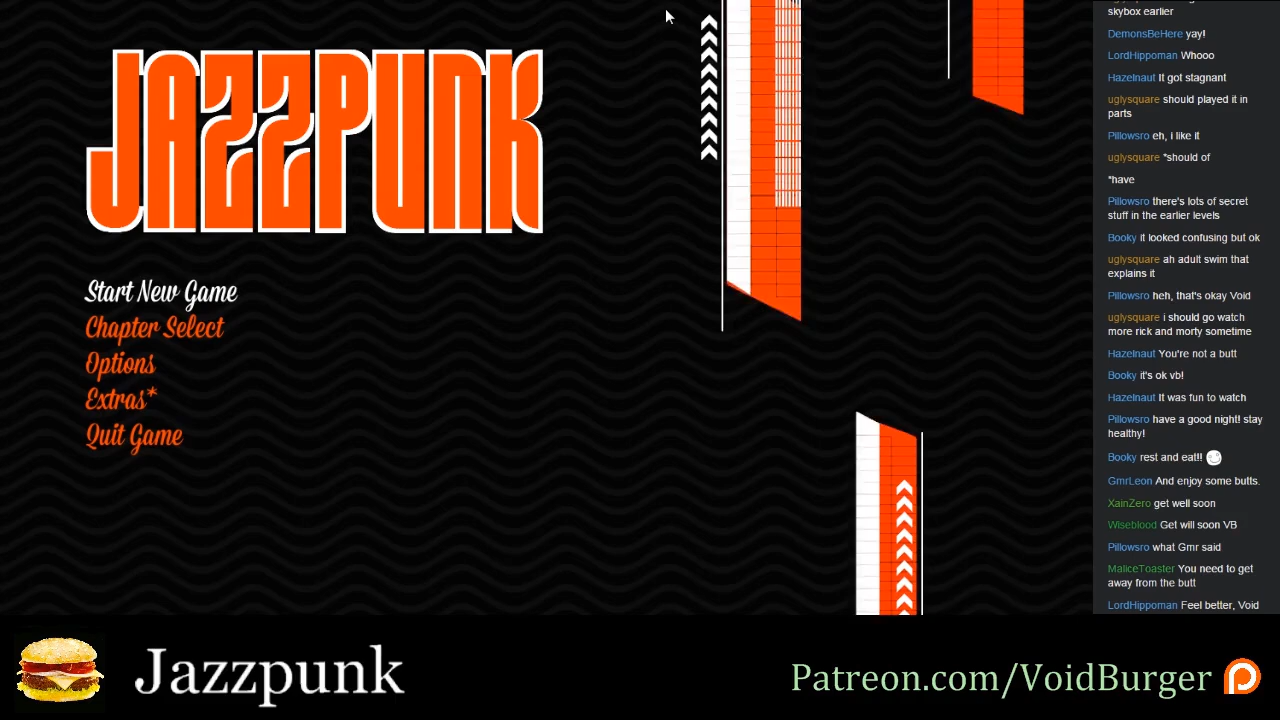 JAZZPUNK
Start New Game
Chapter Select
Options
Extras*
Quit Game
skybox earlier
DemonsBeHere yay!
LordHippoman Whooo
Hazelnaut It got stagnant
uglysquare should played it in
parts
Pillowsro eh, i like it
uglysquare *should of
*have
Pillowsro there's lots of secret
stuff in the earlier levels
Booky it looked confusing but ok
uglysquare ah adult swim that
explains it
Pillowsro heh, that's okay Void
uglysquare i should go watch
more rick and morty sometime
Hazelnaut You're not a butt
Booky it's ok vb!
Hazelnaut It was fun to watch
Pillowsro have a good night! stay
healthy!
Booky rest and eat!!
GmrLeon And enjoy some butts.
XainZero get well soon
Wiseblood Get will soon VB
Pillowsro what Gmr said
MaliceToaster You need to get
away from the butt
LordHippoman Feel better, Void
Jazzpunk
Patreon.com/VoidBurger